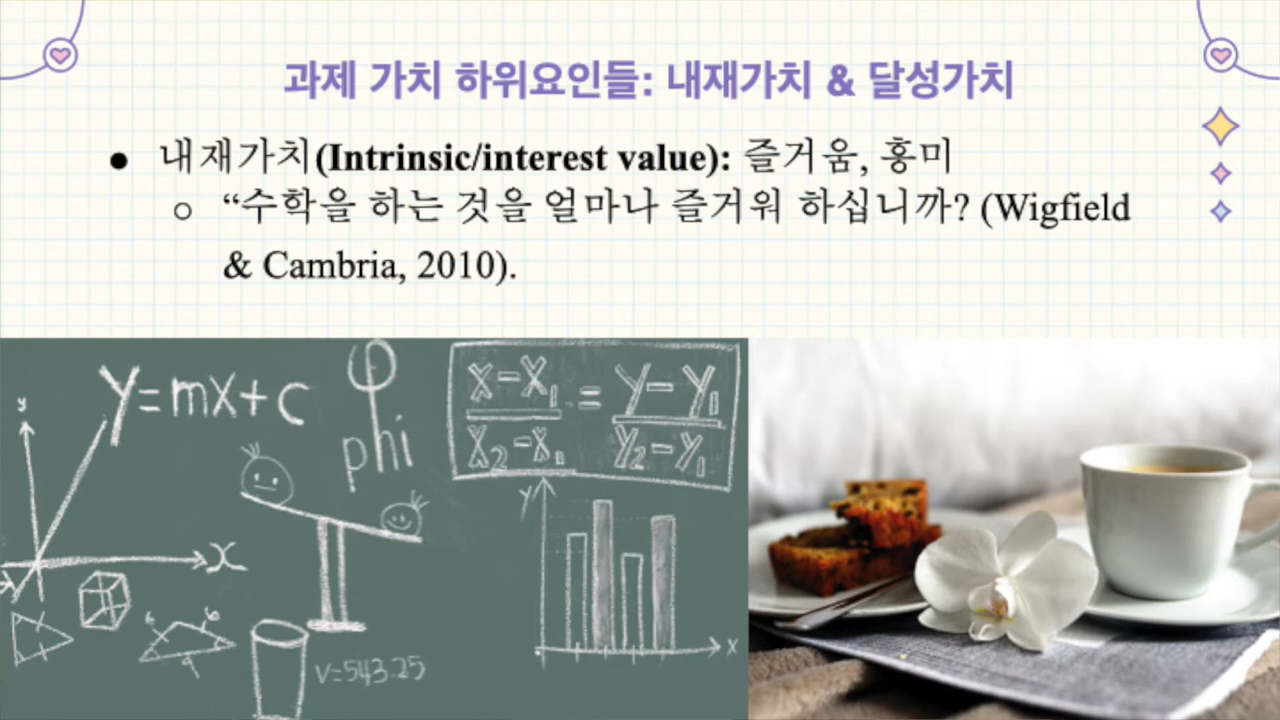 과제 가치 하위요인들: 내재가치 & 달성가치
● 내재가치(Intrinsic/interest value): 즐거움, 흥미
○ “수학을 하는 것을 얼마나 즐거워 하십니까? (Wigfield
& Cambria, 2010).
y=mx+c
φ
phi
x-x₁/x₂-x₁ = y-y₁/y₂-y₁
y
x
y
x
v=543.25